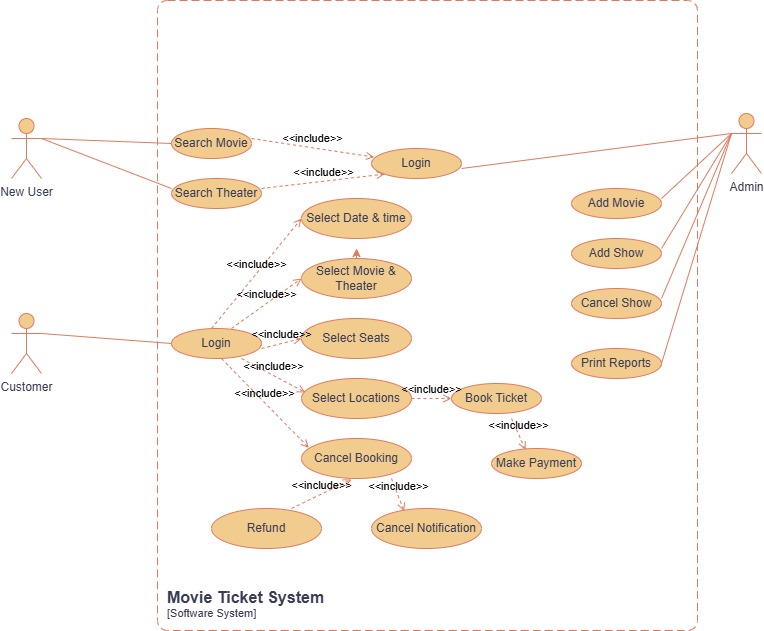 Search Movie
<<include>>
Login
New User
Search Theater
<<include>>
Admin
Select Date & time
Add Movie
<<include>>
Select Movie &
Theater
Add Show
<<include>>
Cancel Show
Login
<<include>>
Select Seats
Customer
<<include>>
Print Reports
<<include>>
Select Locations
<<include>>
Book Ticket
<<include>>
Cancel Booking
Make Payment
<<include>>
<<include>>
Refund
Cancel Notification
Movie Ticket System
[Software System]